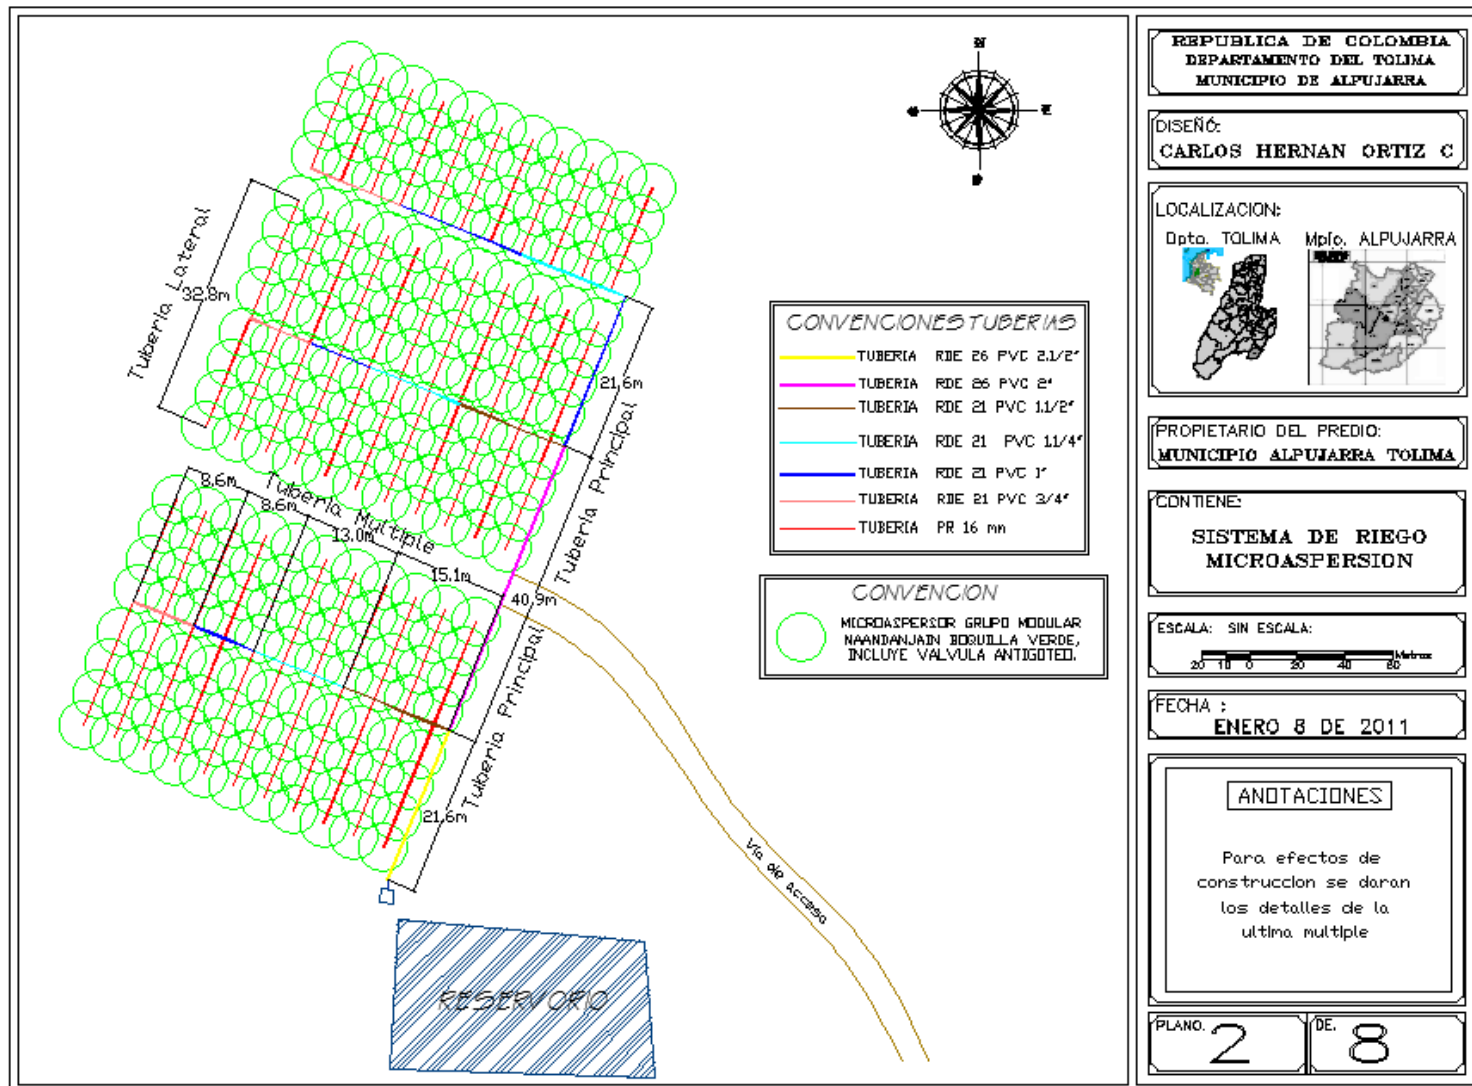 N
E
REPUBLICA DE COLOMBIA
DEPARTAMENTO DEL TOLIMA
MUNICIPIO DE ALPUJARRA
DISEÑÓ:
CARLOS HERNAN ORTIZ C
LOCALIZACION:
Dpto. TOLIMA
Mpio. ALPUJARRA
PROPIETARIO DEL PREDIO:
MUNICIPIO ALPUJARRA TOLIMA
CONTIENE:
SISTEMA DE RIEGO
MICROASPERSION
ESCALA: SIN ESCALA:
20 10 0 20 40 60 Metros
FECHA :
ENERO 8 DE 2011
ANOTACIONES
Para efectos de
construccion se daran
los detalles de la
ultima multiple
PLANO. 2 DE. 8
CONVENCIONES TUBERIAS
TUBERIA RDE 26 PVC 2.1/2"
TUBERIA RDE 26 PVC 2"
TUBERIA RDE 21 PVC 1.1/2"
TUBERIA RDE 21 PVC 1.1/4"
TUBERIA RDE 21 PVC 1"
TUBERIA RDE 21 PVC 3/4"
TUBERIA PR 16 mm
CONVENCION
MICROASPERSOR GRUPO MODULAR
NAANDANJAIN BOQUILLA VERDE,
INCLUYE VALVULA ANTIGOTEO.
Tuberia Lateral
32.8m
21.6m
Tuberia Principal
Tuberia Multiple
8.6m
8.6m
13.0m
15.1m
40.9m
Tuberia Principal
21.6m
Via de Acceso
RESERVORIO